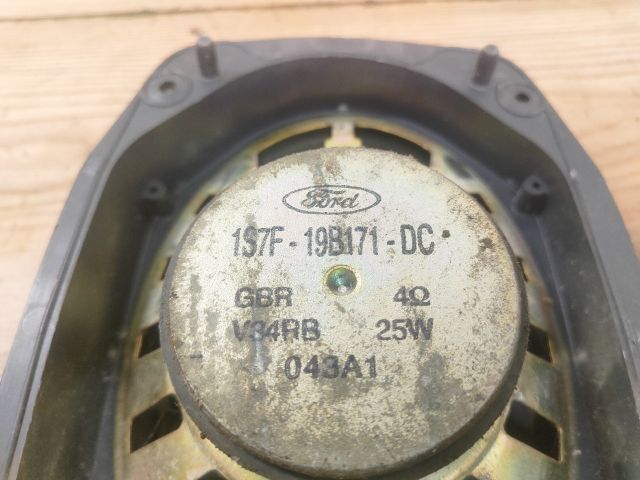 Ford
1S7F-19B171-DC
GBR 4Ω
V34RB 25W
043A1